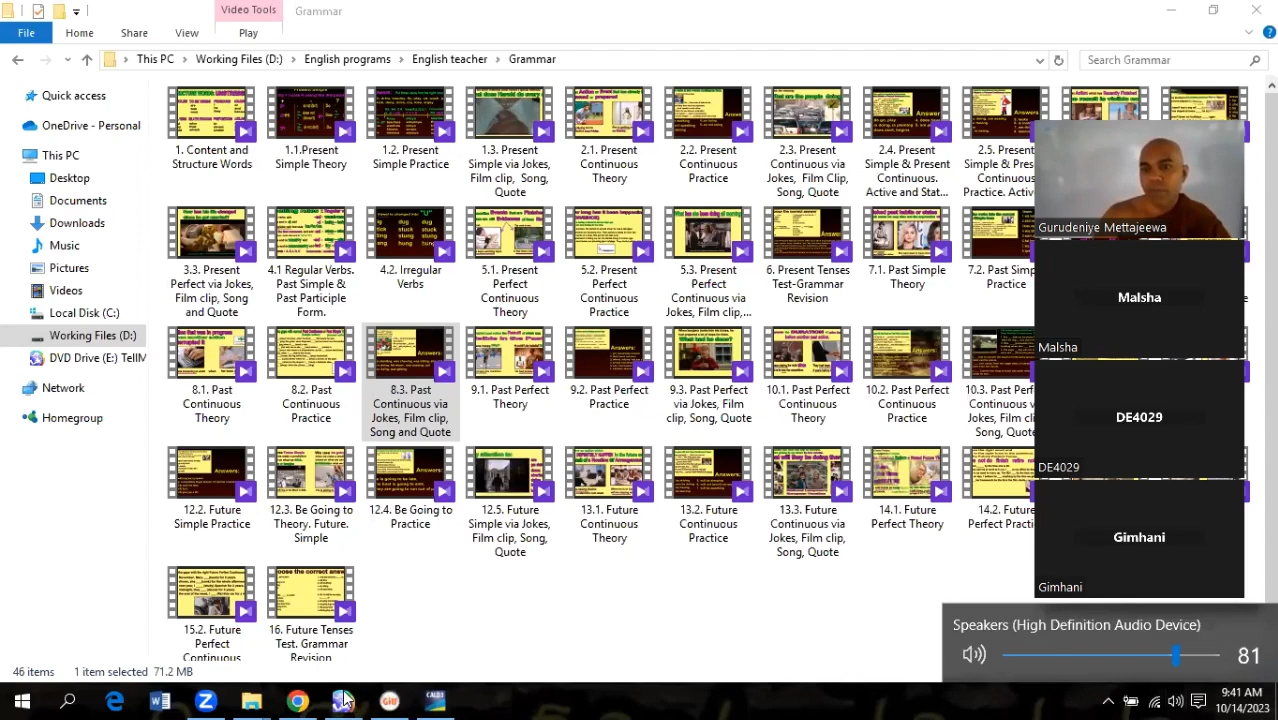 Video Tools
Grammar
File
Home
Share
View
Play
This PC
Working Files (D:)
English programs
English teacher
Grammar
Search Grammar
Quick access
OneDrive - Personal
This PC
Desktop
Documents
Downloads
Music
Pictures
Videos
Local Disk (C:)
Working Files (D:)
DVD Drive (E:) TellM
Network
Homegroup
1. Content and
Structure Words
1.1.Present
Simple Theory
1.2. Present
Simple Practice
1.3. Present
Simple via Jokes,
Film clip, Song,
Quote
2.1. Present
Continuous
Theory
2.2. Present
Continuous
Practice
2.3. Present
Continuous via
Jokes, Film Clip,
Song, Quote
2.4. Present
Simple & Present
Continuous.
Active and Stat...
2.5. Present
Simple & Pres
Continuous
Practice. Activ
3.3. Present
Perfect via Jokes,
Film clip, Song
and Quote
4.1 Regular Verbs.
Past Simple &
Past Participle
Form.
4.2. Irregular
Verbs
5.1. Present
Perfect
Continuous
Theory
5.2. Present
Perfect
Continuous
Practice
5.3. Present
Perfect
Continuous via
Jokes, Film clip,...
6. Present Tenses
Test-Grammar
Revision
7.1. Past Simple
Theory
7.2. Past Simp
Practice
8.1. Past
Continuous
Theory
8.2. Past
Continuous
Practice
8.3. Past
Continuous via
Jokes, Film clip,
Song and Quote
9.1. Past Perfect
Theory
9.2. Past Perfect
Practice
9.3. Past Perfect
via Jokes, Film
clip, Song, Quote
10.1. Past Perfect
Continuous
Theory
10.2. Past Perfect
Continuous
Practice
10.3. Past Perfe
Continuous v
Jokes, Film cli
Song, Quote
12.2. Future
Simple Practice
12.3. Be Going to
Theory. Future.
Simple
12.4. Be Going to
Practice
12.5. Future
Simple via Jokes,
Film clip, Song,
Quote
13.1. Future
Continuous
Theory
13.2. Future
Continuous
Practice
13.3. Future
Continuous via
Jokes, Film clip,
Song, Quote
14.1. Future
Perfect Theory
14.2. Future
Perfect Practic
15.2. Future
Perfect
Continuous
16. Future Tenses
Test. Grammar
Revision
Gurudeniye Mettajeewa
Malsha
Malsha
DE4029
DE4029
Gimhani
Gimhani
Speakers (High Definition Audio Device)
81
46 items
1 item selected 71.2 MB
9:41 AM
10/14/2023